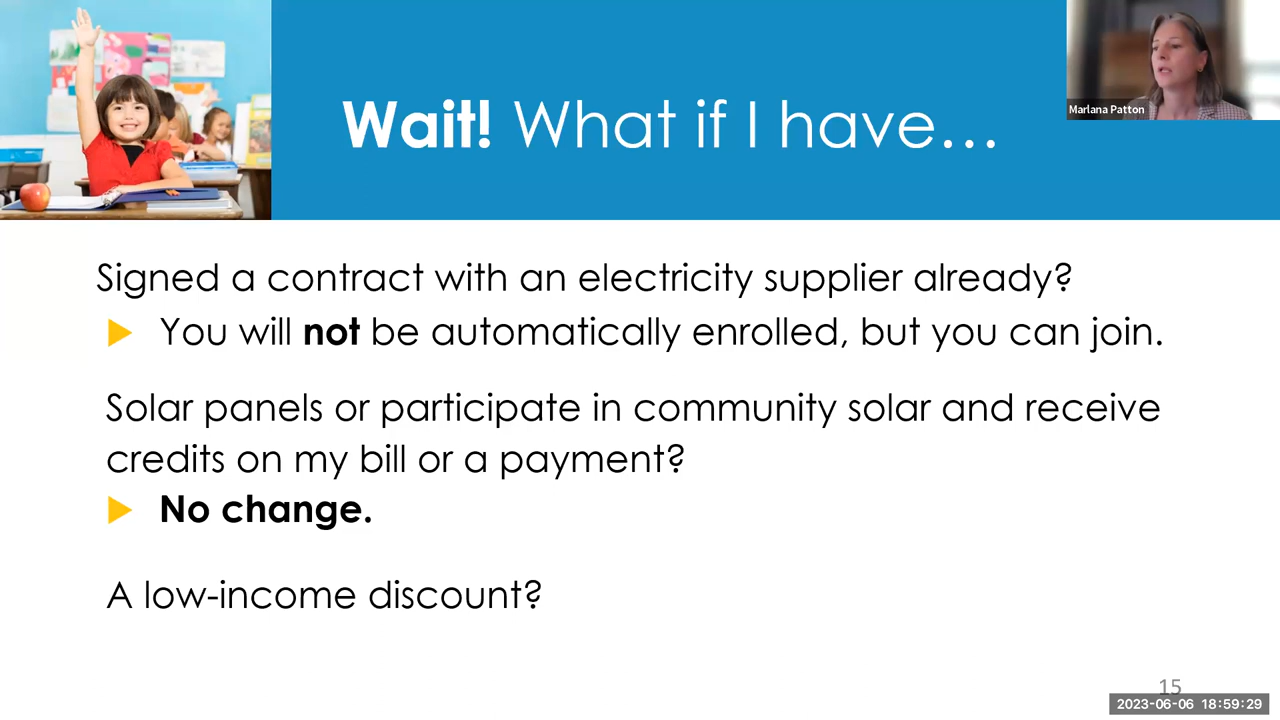 Wait! What if I have…
Marlana Patton
Signed a contract with an electricity supplier already?
You will not be automatically enrolled, but you can join.
Solar panels or participate in community solar and receive
credits on my bill or a payment?
No change.
A low-income discount?
15
2023-06-06 18:59:29